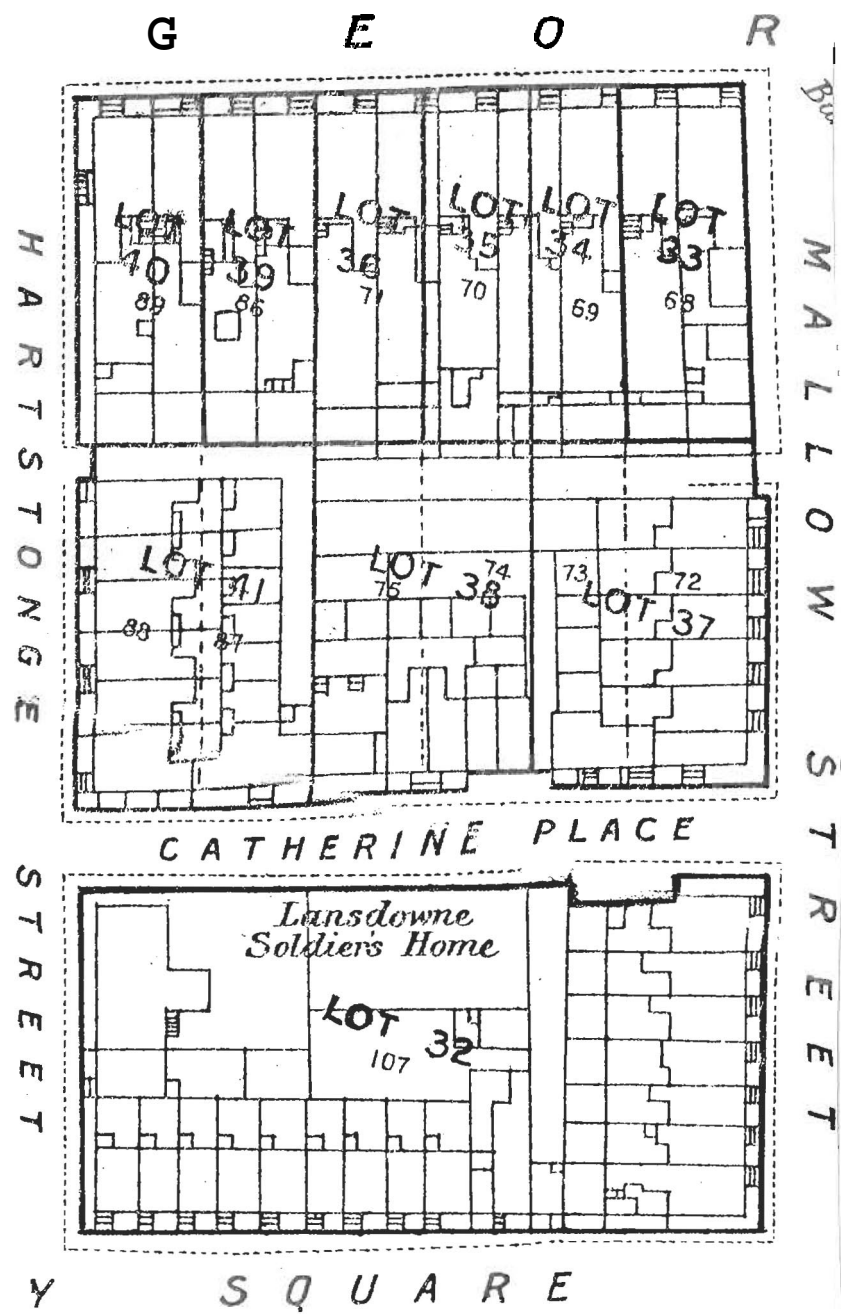 G E O R
HARTSTONGE
STREET
MALLOW STREET
LOT
40
89
LOT
39
86
LOT
36
71
LOT
35
70
LOT
34
69
LOT
33
68
LOT
41
88
87
LOT
38
75
74
LOT
37
73
72
CATHERINE PLACE
Lansdowne
Soldier's Home
LOT
32
107
Y SQUARE